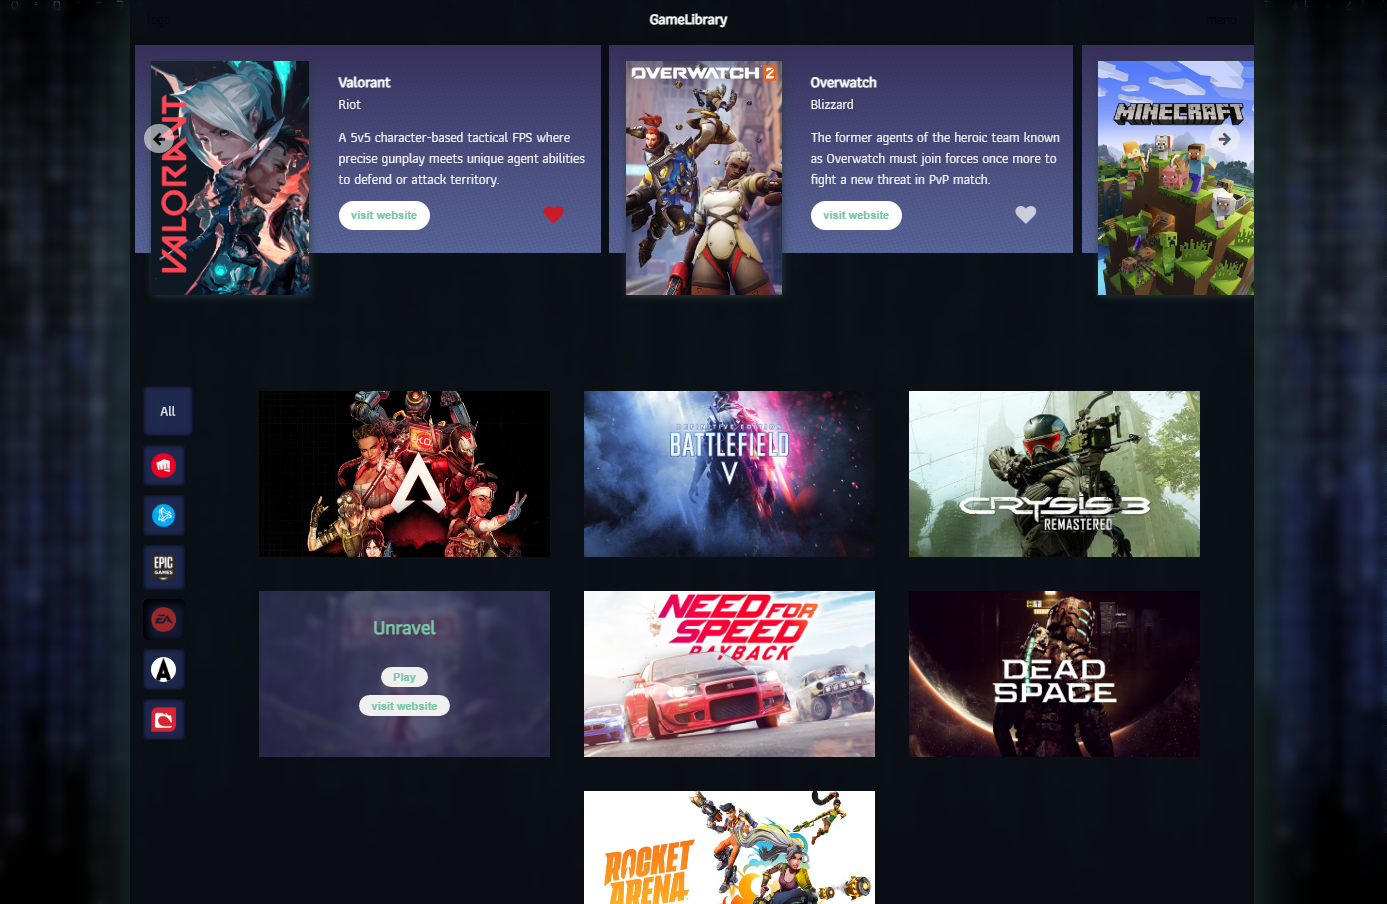 logo
GameLibrary
menu
VALORANT
Valorant
Riot
A 5v5 character-based tactical FPS where
precise gunplay meets unique agent abilities
to defend or attack territory.
visit website
OVERWATCH 2
Overwatch
Blizzard
The former agents of the heroic team known
as Overwatch must join forces once more to
fight a new threat in PvP match.
visit website
MINECRAFT
All
EPIC
GAMES
EA
K.O.
DEFINITIVE EDITION
BATTLEFIELD
V
CRYSIS 3
REMASTERED
Unravel
Play
visit website
NEED FOR
SPEED
PAYBACK
DEAD
SPACE
ROCKET
ARENA